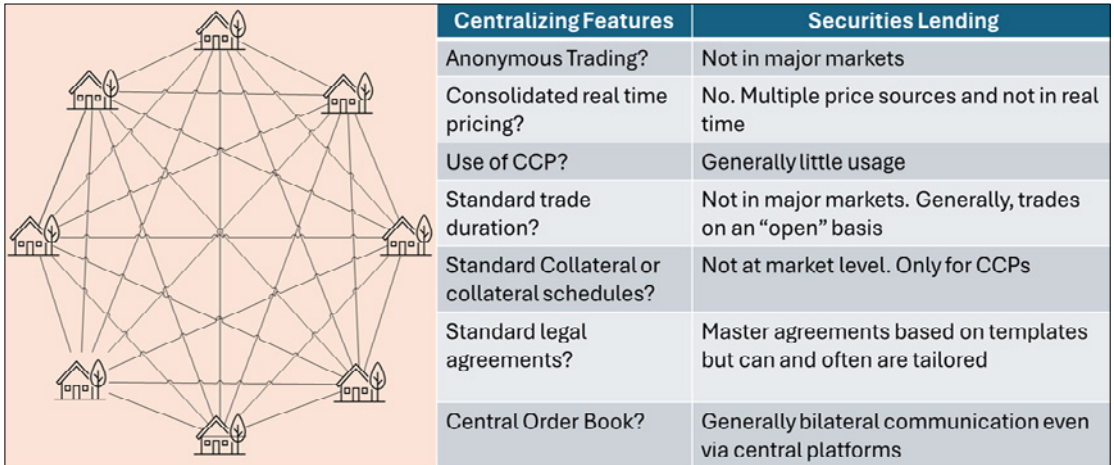 Centralizing Features
Securities Lending
Anonymous Trading?
Not in major markets
Consolidated real time
pricing?
No. Multiple price sources and not in real
time
Use of CCP?
Generally little usage
Standard trade
duration?
Not in major markets. Generally, trades
on an “open” basis
Standard Collateral or
collateral schedules?
Not at market level. Only for CCPs
Standard legal
agreements?
Master agreements based on templates
but can and often are tailored
Central Order Book?
Generally bilateral communication even
via central platforms